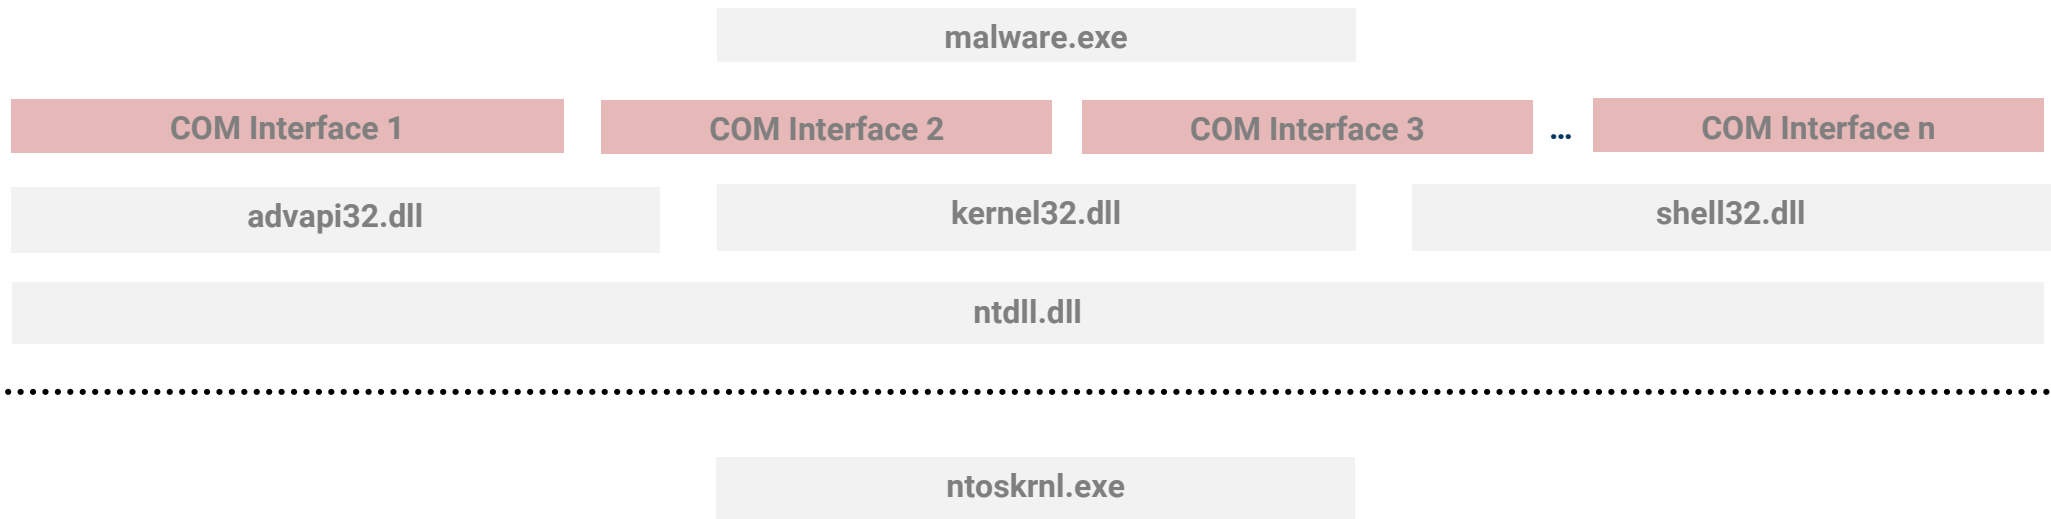 malware.exe
COM Interface 1
COM Interface 2
COM Interface 3
...
COM Interface n
advapi32.dll
kernel32.dll
shell32.dll
ntdll.dll
ntoskrnl.exe